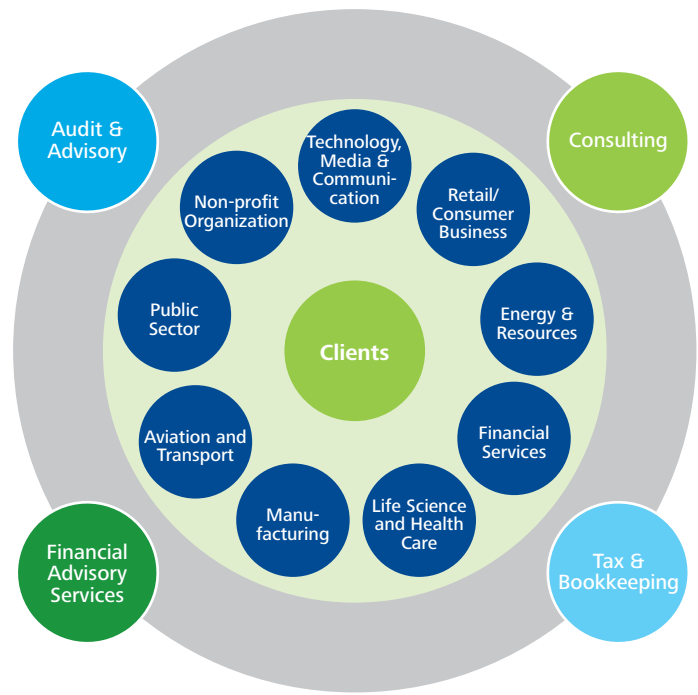 Audit &
Advisory
Consulting
Technology,
Media &
Communi-
cation
Non-profit
Organization
Retail/
Consumer
Business
Public
Sector
Energy &
Resources
Clients
Aviation and
Transport
Financial
Services
Manu-
facturing
Life Science
and Health
Care
Financial
Advisory
Services
Tax &
Bookkeeping